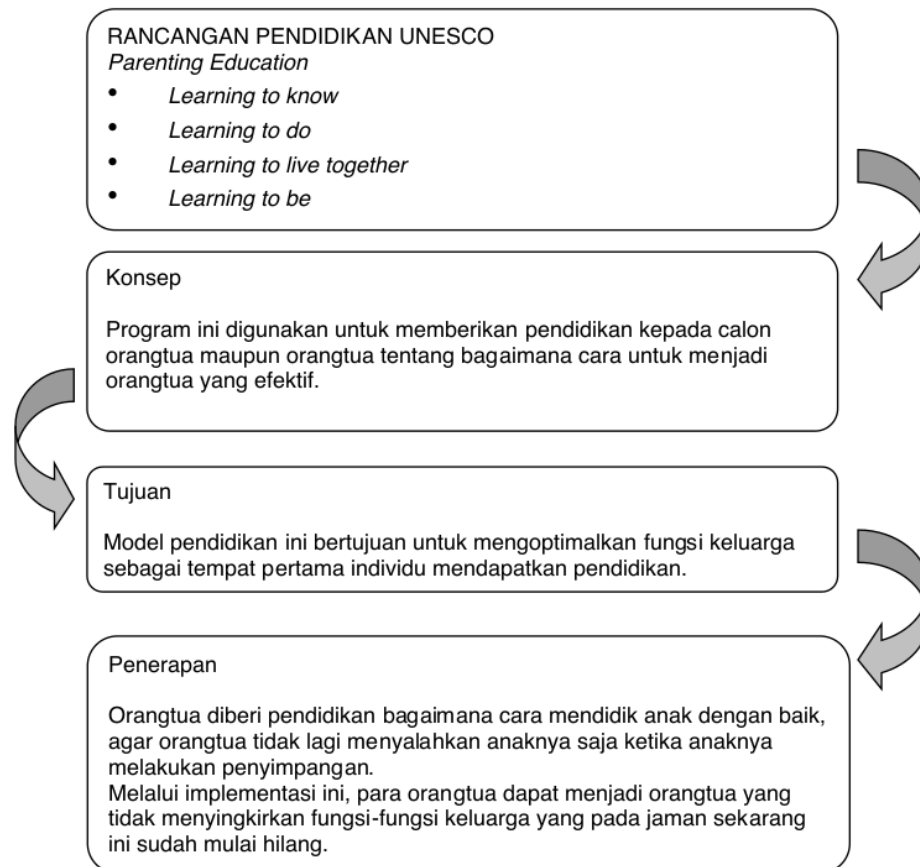 RANCANGAN PENDIDIKAN UNESCO
Parenting Education
• Learning to know
• Learning to do
• Learning to live together
• Learning to be
Konsep
Program ini digunakan untuk memberikan pendidikan kepada calon
orangtua maupun orangtua tentang bagaimana cara untuk menjadi
orangtua yang efektif.
Tujuan
Model pendidikan ini bertujuan untuk mengoptimalkan fungsi keluarga
sebagai tempat pertama individu mendapatkan pendidikan.
Penerapan
Orangtua diberi pendidikan bagaimana cara mendidik anak dengan baik,
agar orangtua tidak lagi menyalahkan anaknya saja ketika anaknya
melakukan penyimpangan.
Melalui implementasi ini, para orangtua dapat menjadi orangtua yang
tidak menyingkirkan fungsi-fungsi keluarga yang pada jaman sekarang
ini sudah mulai hilang.